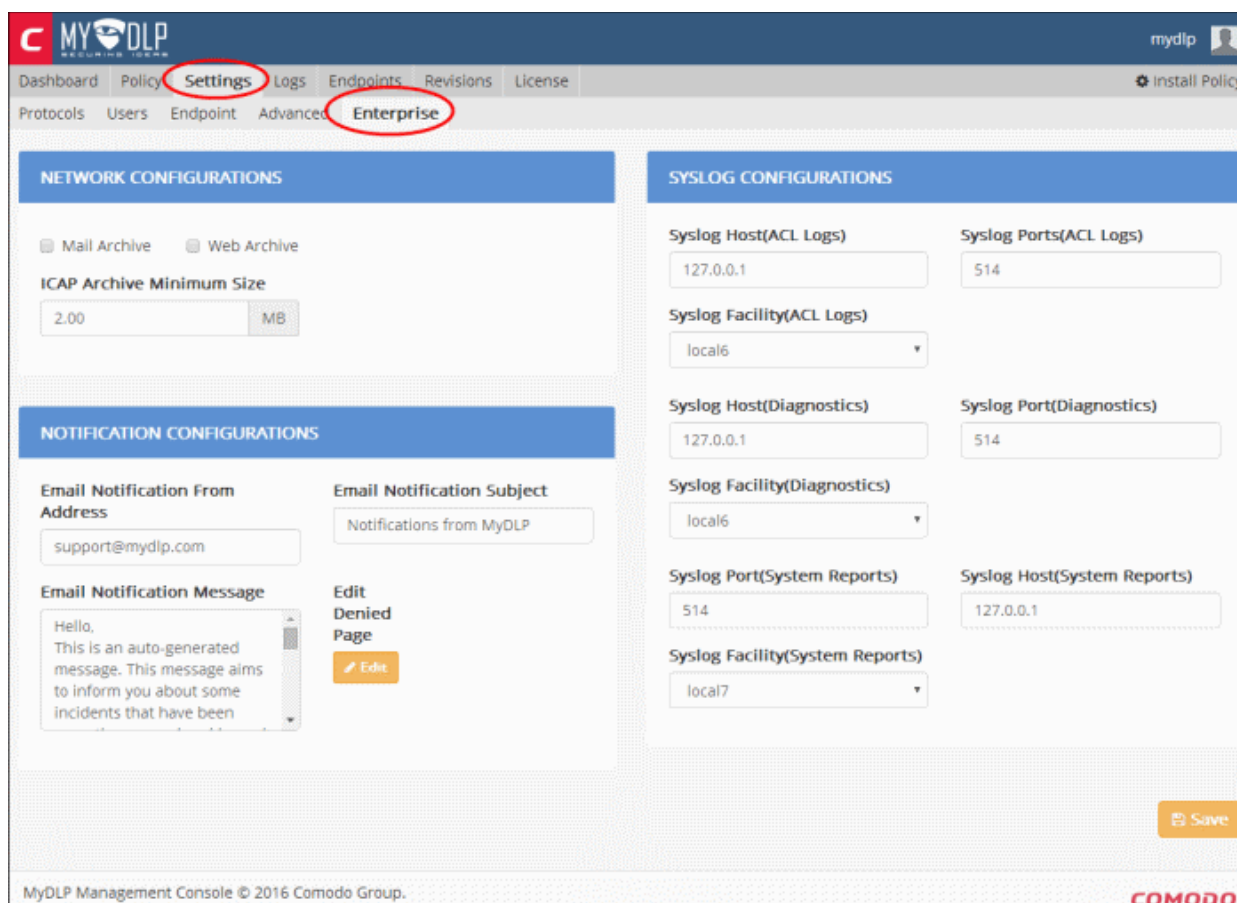 C MYDLP
SECURING IDEAS
mydlp
Dashboard Policy Settings Logs Endpoints Revisions License
Install Policy
Protocols Users Endpoint Advanced Enterprise
NETWORK CONFIGURATIONS
Mail Archive Web Archive
ICAP Archive Minimum Size
2.00 MB
NOTIFICATION CONFIGURATIONS
Email Notification From
Address
support@mydlp.com
Email Notification Subject
Notifications from MyDLP
Email Notification Message
Hello,
This is an auto-generated
message. This message aims
to inform you about some
incidents that have been
Edit
Denied
Page
Edit
SYSLOG CONFIGURATIONS
Syslog Host(ACL Logs) Syslog Ports(ACL Logs)
127.0.0.1 514
Syslog Facility(ACL Logs)
local6
Syslog Host(Diagnostics) Syslog Port(Diagnostics)
127.0.0.1 514
Syslog Facility(Diagnostics)
local6
Syslog Port(System Reports) Syslog Host(System Reports)
514 127.0.0.1
Syslog Facility(System Reports)
local7
Save
MyDLP Management Console © 2016 Comodo Group.
COMODO